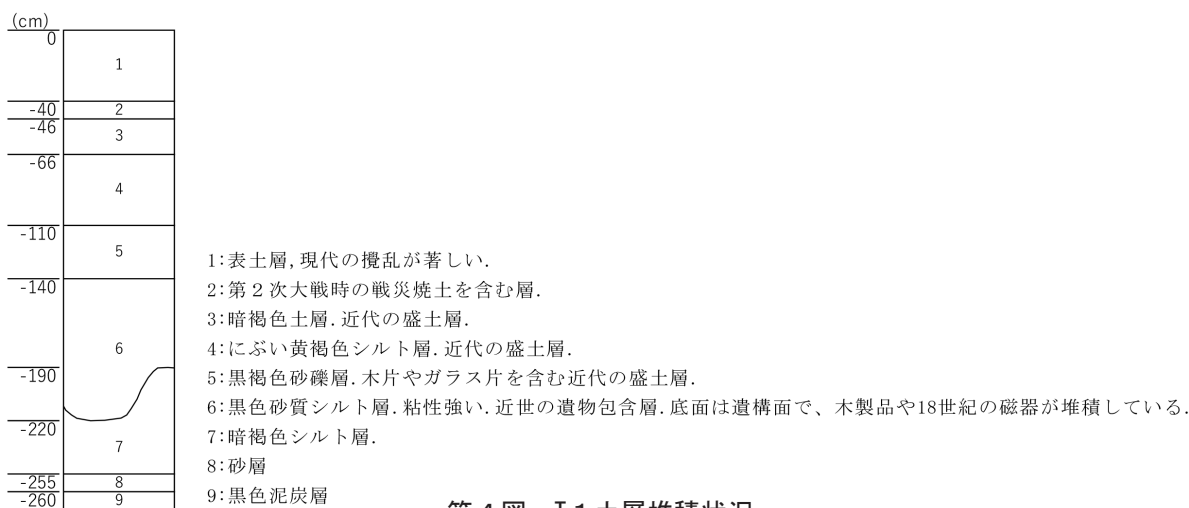 (cm)
0
1
-40
2
-46
3
-66
4
-110
5
-140
6
-190
-220
7
-255
8
-260
9
1:表土層,現代の攪乱が著しい.
2:第２次大戦時の戦災焼土を含む層.
3:暗褐色土層.近代の盛土層.
4:にぶい黄褐色シルト層.近代の盛土層.
5:黒褐色砂礫層.木片やガラス片を含む近代の盛土層.
6:黒色砂質シルト層.粘性強い.近世の遺物包含層.底面は遺構面で、木製品や18世紀の磁器が堆積している.
7:暗褐色シルト層.
8:砂層
9:黒色泥炭層